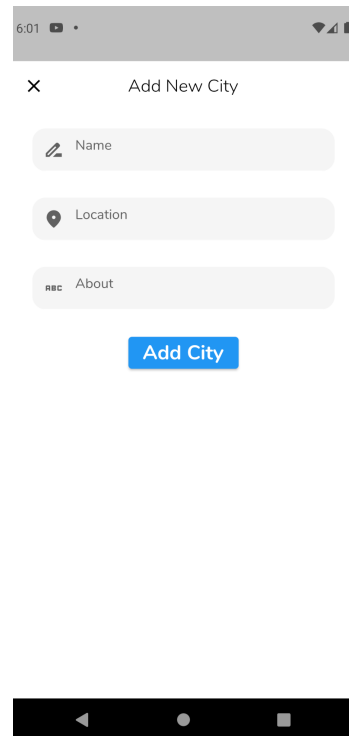 6:01
Add New City
Name
Location
ABC About
Add City